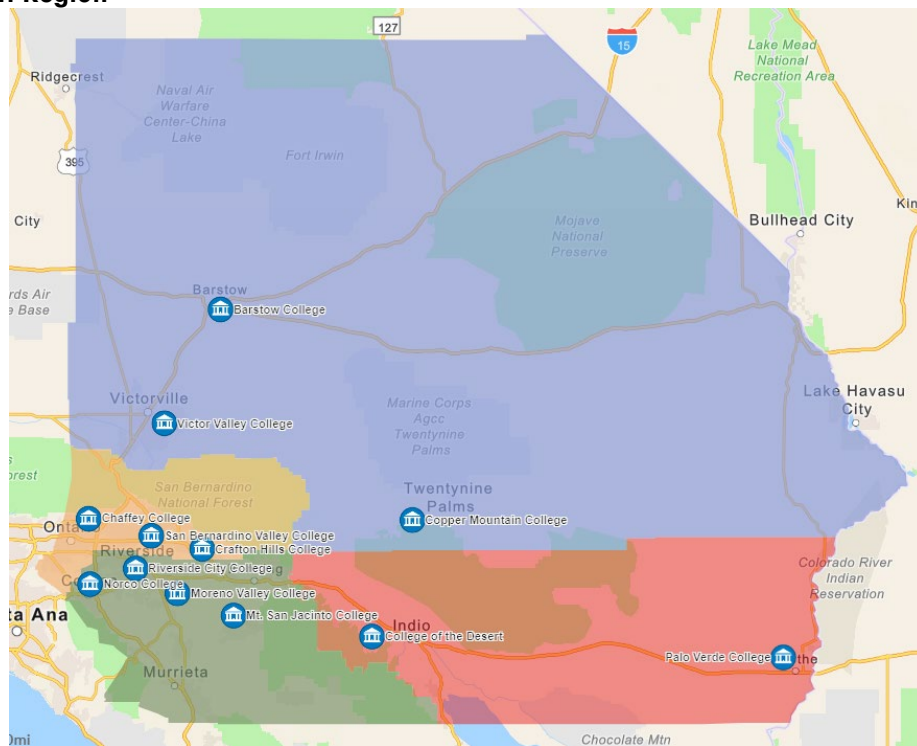 127
15
Lake Mead
National
Recreation Area
Ridgecrest
Naval Air
Warfare
Center-China
Lake
Fort Irwin
395
City
Mojave
National
Preserve
Bullhead City
Barstow
Barstow College
Victorville
Victor Valley College
Marine Corps
Agcc
Twentynine
Palms
Lake Havasu
City
San Bernardino
National Forest
Twentynine
Palms
Copper Mountain College
Chaffey College
San Bernardino Valley College
Riverside
Crafton Hills College
Riverside City College
Norco College
Moreno Valley College
Mt. San Jacinto College
Colorado River
Indian
Reservation
Indio
College of the Desert
Palo Verde College
Murrieta
Chocolate Mtn